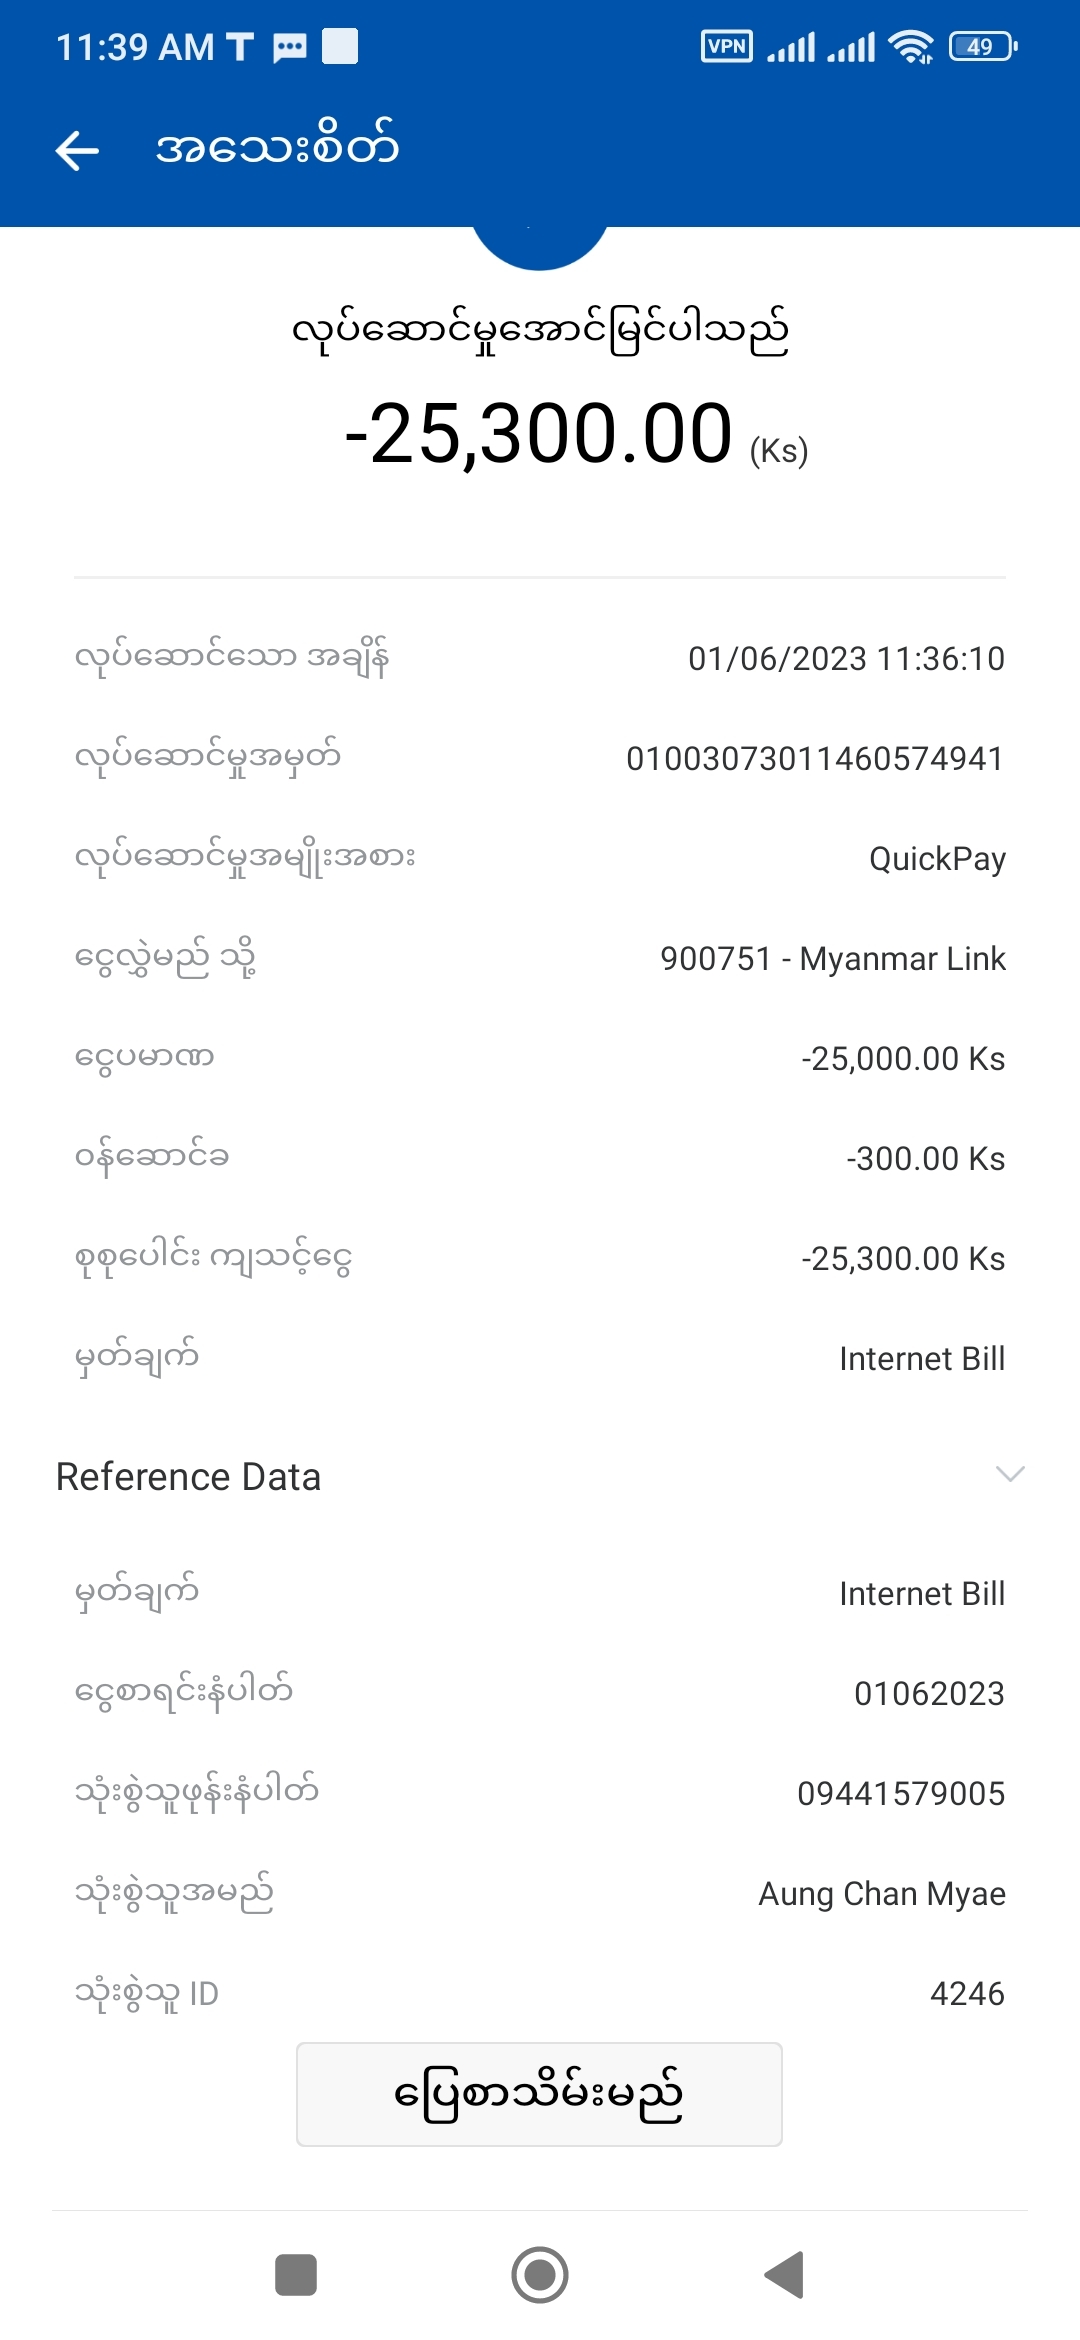 11:39 AM T
VPN 49
အသေးစိတ်
လုပ်ဆောင်မှုအောင်မြင်ပါသည်
-25,300.00 (Ks)
လုပ်ဆောင်သော အချိန် 01/06/2023 11:36:10
လုပ်ဆောင်မှုအမှတ် 01003073011460574941
လုပ်ဆောင်မှုအမျိုးအစား QuickPay
ငွေလွှဲမည် သို့ 900751 - Myanmar Link
ငွေပမာဏ -25,000.00 Ks
ဝန်ဆောင်ခ -300.00 Ks
စုစုပေါင်း ကျသင့်ငွေ -25,300.00 Ks
မှတ်ချက် Internet Bill
Reference Data
မှတ်ချက် Internet Bill
ငွေစာရင်းနံပါတ် 01062023
သုံးစွဲသူဖုန်းနံပါတ် 09441579005
သုံးစွဲသူအမည် Aung Chan Myae
သုံးစွဲသူ ID 4246
ပြေစာသိမ်းမည်